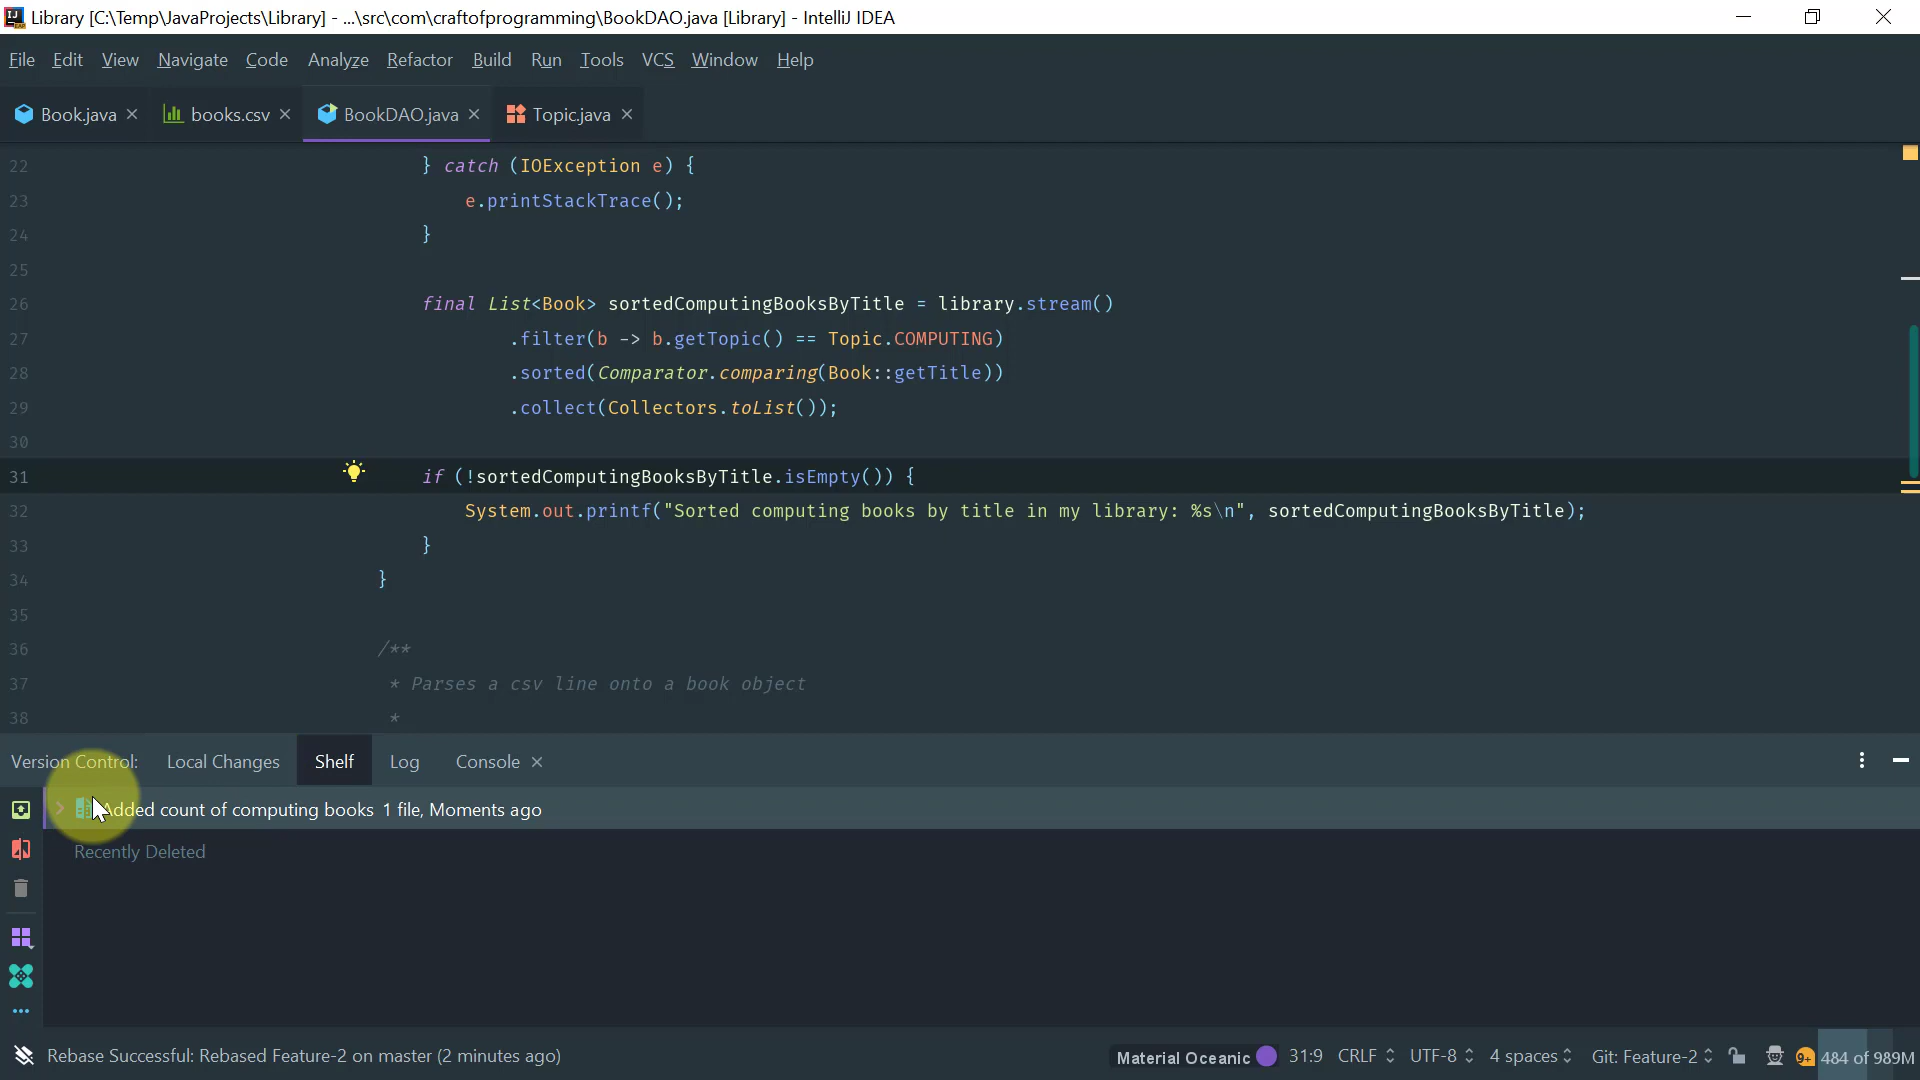 Library [C:\Temp\JavaProjects\Library] - ...\src\com\craftofprogramming\BookDAO.java [Library] - IntelliJ IDEA
File Edit View Navigate Code Analyze Refactor Build Run Tools VCS Window Help
Book.java books.csv BookDAO.java Topic.java
22 } catch (IOException e) {
23 e.printStackTrace();
24 }
25
26 final List<Book> sortedComputingBooksByTitle = library.stream()
27 .filter(b -> b.getTopic() == Topic.COMPUTING)
28 .sorted(Comparator.comparing(Book::getTitle))
29 .collect(Collectors.toList());
30
31 if (!sortedComputingBooksByTitle.isEmpty()) {
32 System.out.printf("Sorted computing books by title in my library: %s\n", sortedComputingBooksByTitle);
33 }
34 }
35
36 /**
37 * Parses a csv line onto a book object
38 *
Version Control: Local Changes Shelf Log Console
Added count of computing books 1 file, Moments ago
Recently Deleted
Rebase Successful: Rebased Feature-2 on master (2 minutes ago) Material Oceanic 31:9 CRLF UTF-8 4 spaces Git: Feature-2 9+ 484 of 989M